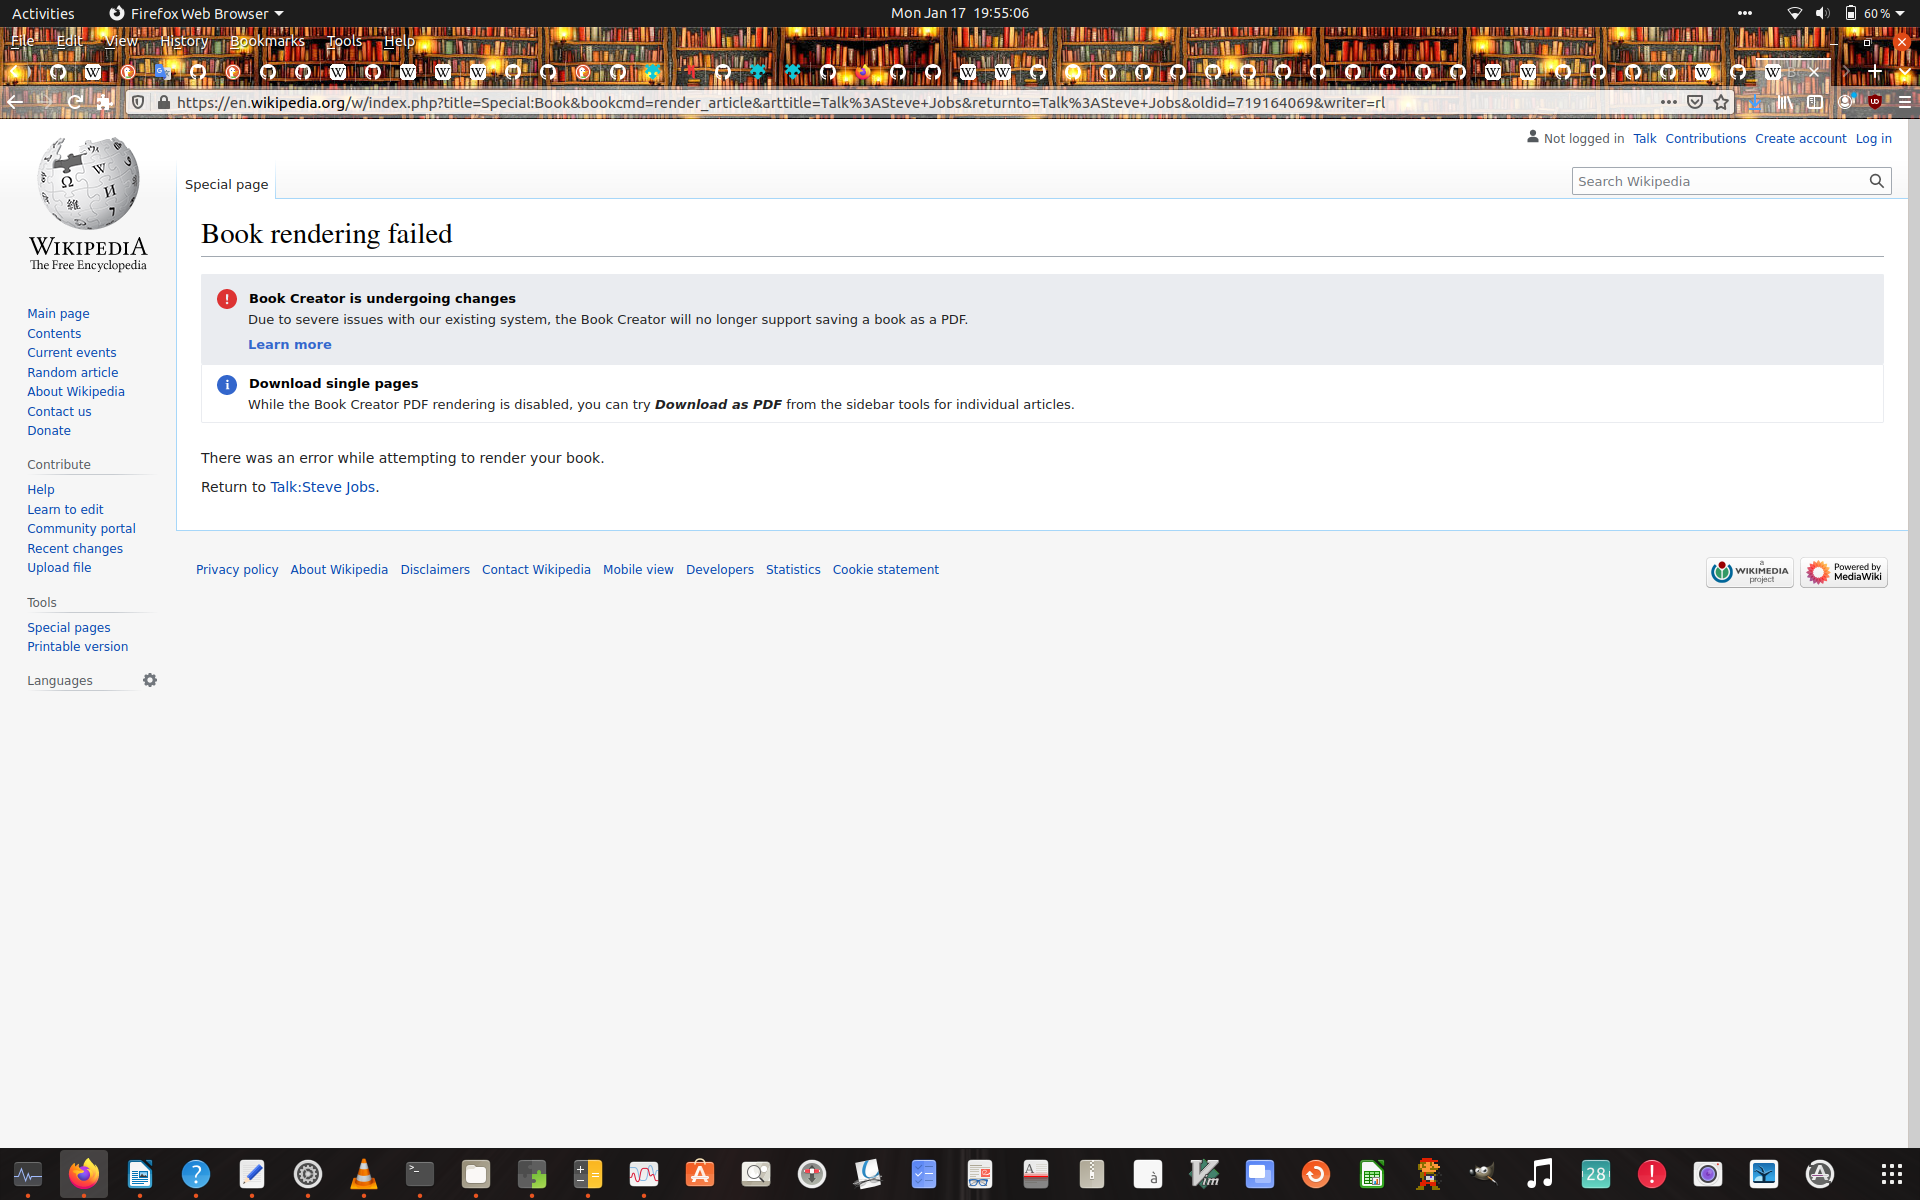 Activities
Firefox Web Browser
Mon Jan 17 19:55:06
60 %
File Edit View History Bookmarks Tools Help
https://en.wikipedia.org/w/index.php?title=Special:Book&bookcmd=render_article&arttitle=Talk%3ASteve+Jobs&returnto=Talk%3ASteve+Jobs&oldid=719164069&writer=rl
Not logged in Talk Contributions Create account Log in
Special page
Search Wikipedia
WIKIPEDIA
The Free Encyclopedia
Main page
Contents
Current events
Random article
About Wikipedia
Contact us
Donate
Contribute
Help
Learn to edit
Community portal
Recent changes
Upload file
Tools
Special pages
Printable version
Languages
Book rendering failed
Book Creator is undergoing changes
Due to severe issues with our existing system, the Book Creator will no longer support saving a book as a PDF.
Learn more
Download single pages
While the Book Creator PDF rendering is disabled, you can try Download as PDF from the sidebar tools for individual articles.
There was an error while attempting to render your book.
Return to Talk:Steve Jobs.
Privacy policy About Wikipedia Disclaimers Contact Wikipedia Mobile view Developers Statistics Cookie statement
a
WIKIMEDIA
project
Powered by
MediaWiki
28